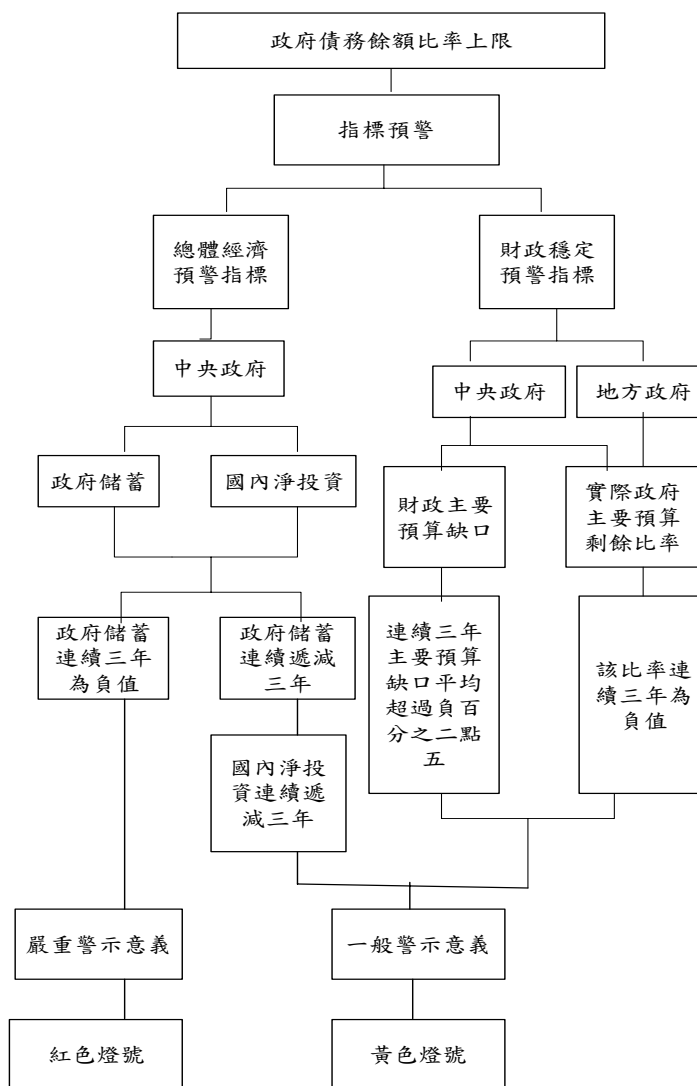 政府債務餘額比率上限
指標預警
總體經濟
預警指標
財政穩定
預警指標
中央政府
中央政府
地方政府
政府儲蓄
國內淨投資
財政主要
預算缺口
實際政府
主要預算
剩餘比率
政府儲蓄
連續三年
為負值
政府儲蓄
連續遞減
三年
連續三年
主要預算
缺口平均
超過負百
分之二點
五
該比率連
續三年為
負值
國內淨投
資連續遞
減三年
嚴重警示意義
一般警示意義
紅色燈號
黃色燈號